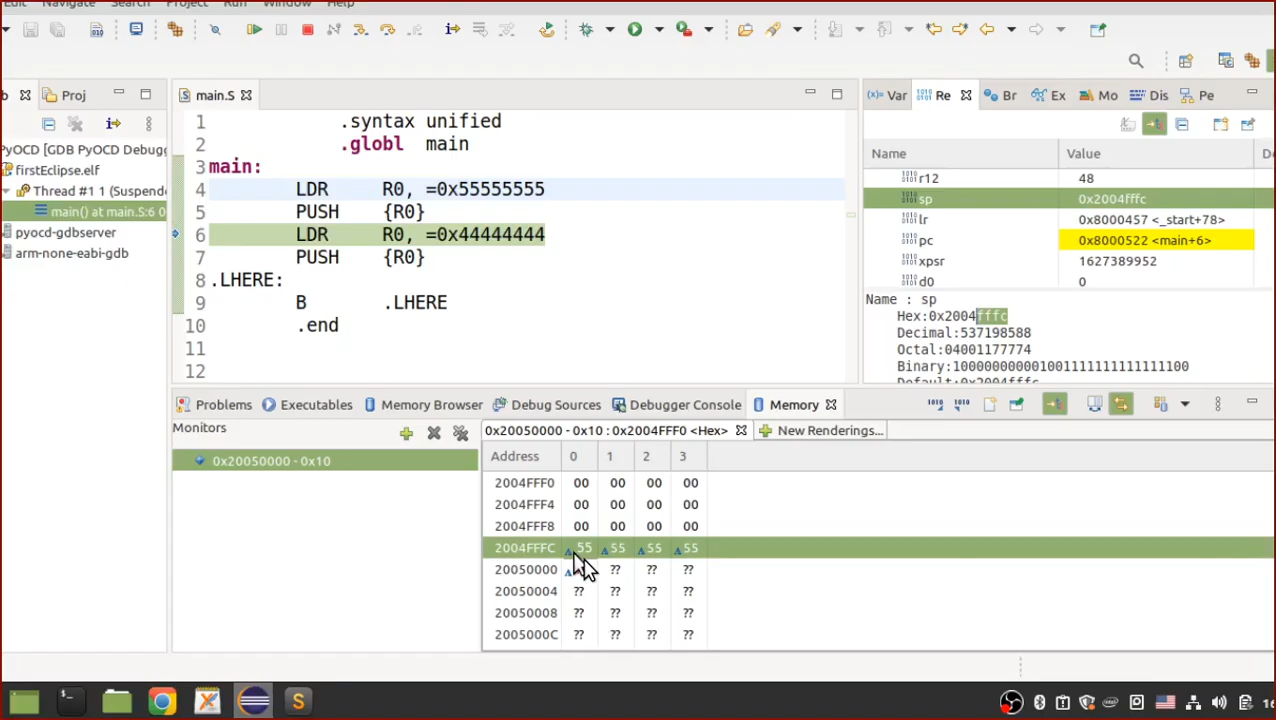 Edit Navigate Search Project Run Window Help
b Proj
PyOCD [GDB PyOCD Debugg
firstEclipse.elf
Thread #1 1 (Suspend
main() at main.S:6 0
pyocd-gdbserver
arm-none-eabi-gdb
main.S
1 .syntax unified
2 .globl main
3 main:
4 LDR R0, =0x55555555
5 PUSH {R0}
6 LDR R0, =0x44444444
7 PUSH {R0}
8 .LHERE:
9 B .LHERE
10 .end
11
12
(x)= Var Re Br Ex Mo Dis Pe
Name Value De
r12 48
sp 0x2004fffc
lr 0x8000457 <_start+78>
pc 0x8000522 <main+6>
xpsr 1627389952
d0 0
Name : sp
Hex:0x2004fffc
Decimal:537198588
Octal:04001177774
Binary:100000000001001111111111111100
Default:0x2004fffc
Problems Executables Memory Browser Debug Sources Debugger Console Memory
Monitors
0x20050000 - 0x10
0x20050000 - 0x10 : 0x2004FFF0 <Hex> New Renderings...
Address 0 1 2 3
2004FFF0 00 00 00 00
2004FFF4 00 00 00 00
2004FFF8 00 00 00 00
2004FFFC 55 55 55 55
20050000 ?? ?? ??
20050004 ?? ?? ?? ??
20050008 ?? ?? ?? ??
2005000C ?? ?? ?? ??
S
16